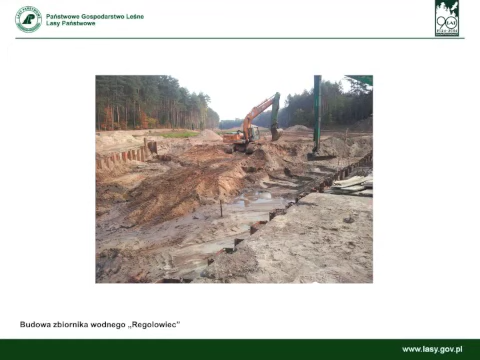 Państwowe Gospodarstwo Leśne
Lasy Państwowe
Budowa zbiornika wodnego „Regolowiec”
www.lasy.gov.pl